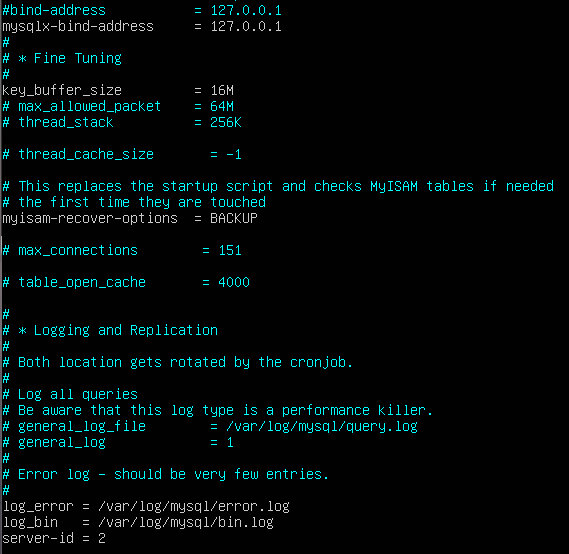 #bind-address           = 127.0.0.1
mysqlx-bind-address     = 127.0.0.1
#
# * Fine Tuning
#
key_buffer_size         = 16M
# max_allowed_packet    = 64M
# thread_stack          = 256K
# thread_cache_size       = -1
# This replaces the startup script and checks MyISAM tables if needed
# the first time they are touched
myisam-recover-options  = BACKUP
# max_connections        = 151
# table_open_cache       = 4000
#
# * Logging and Replication
#
# Both location gets rotated by the cronjob.
#
# Log all queries
# Be aware that this log type is a performance killer.
# general_log_file        = /var/log/mysql/query.log
# general_log             = 1
#
# Error log - should be very few entries.
#
log_error = /var/log/mysql/error.log
log_bin   = /var/log/mysql/bin.log
server-id = 2